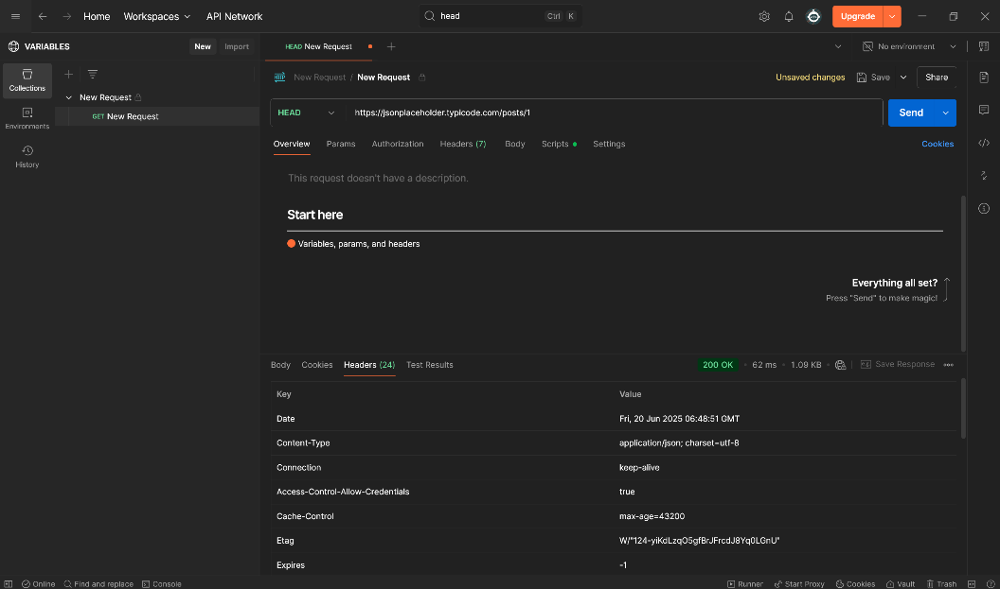 Home Workspaces API Network head Ctrl K Upgrade
VARIABLES New Import HEAD New Request No environment
Collections
Environments
History
New Request
GET New Request
New Request / New Request Unsaved changes Save Share
HEAD https://jsonplaceholder.typicode.com/posts/1 Send
Overview Params Authorization Headers (7) Body Scripts Settings Cookies
This request doesn't have a description.
Start here
Variables, params, and headers
Everything all set?
Press "Send" to make magic!
Body Cookies Headers (24) Test Results 200 OK 62 ms 1.09 KB Save Response
Key Value
Date Fri, 20 Jun 2025 06:48:51 GMT
Content-Type application/json; charset=utf-8
Connection keep-alive
Access-Control-Allow-Credentials true
Cache-Control max-age=43200
Etag W/"124-yiKdLzqO5gfBrJFrcdJ8Yq0LGnU"
Expires -1
Online Find and replace Console Runner Start Proxy Cookies Vault Trash